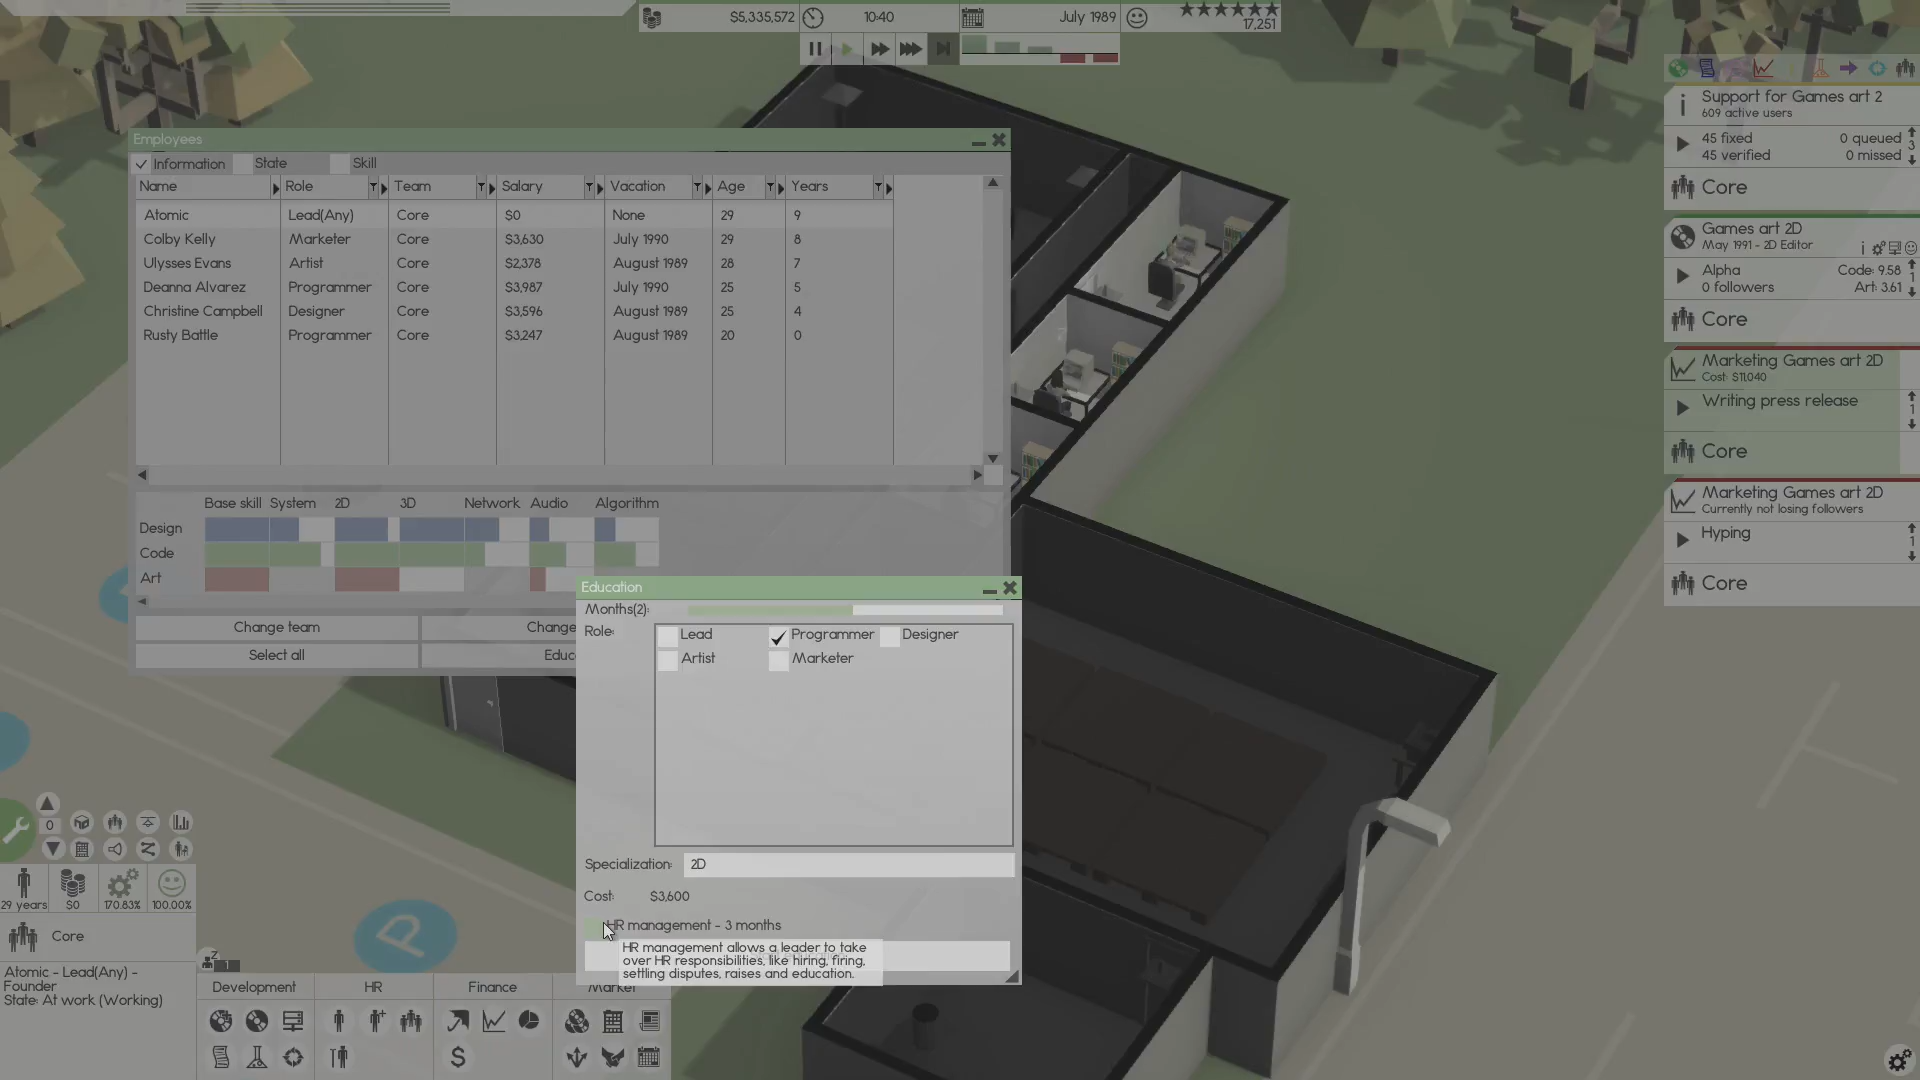 $5,335,572
10:40
July 1989
17,251
Employees
Information
State
Skill
Name
Role
Team
Salary
Vacation
Age
Years
Atomic
Lead(Any)
Core
$0
None
29
9
Colby Kelly
Marketer
Core
$3,630
July 1990
29
8
Ulysses Evans
Artist
Core
$2,378
August 1989
28
7
Deanna Alvarez
Programmer
Core
$3,987
July 1990
25
5
Christine Campbell
Designer
Core
$3,596
August 1989
25
4
Rusty Battle
Programmer
Core
$3,247
August 1989
20
0
Base skill
System
2D
3D
Network
Audio
Algorithm
Design
Code
Art
Change team
Change
Select all
Educ
Education
Months(2):
Role:
Lead
Programmer
Designer
Artist
Marketer
Specialization:
2D
Cost:
$3,600
HR management - 3 months
HR management allows a leader to take
over HR responsibilities, like hiring, firing,
settling disputes, raises and education.
Support for Games art 2
609 active users
45 fixed
0 queued
45 verified
0 missed
3
Core
Games art 2D
May 1991 - 2D Editor
Alpha
Code: 9.58
0 followers
Art: 3.61
1
Core
Marketing Games art 2D
Cost: $11,040
Writing press release
1
Core
Marketing Games art 2D
Currently not losing followers
Hyping
1
Core
0
29 years
$0
170.83%
100.00%
Core
Atomic - Lead(Any) -
Founder
State: At work (Working)
Z
1
Development
HR
Finance
Market
P